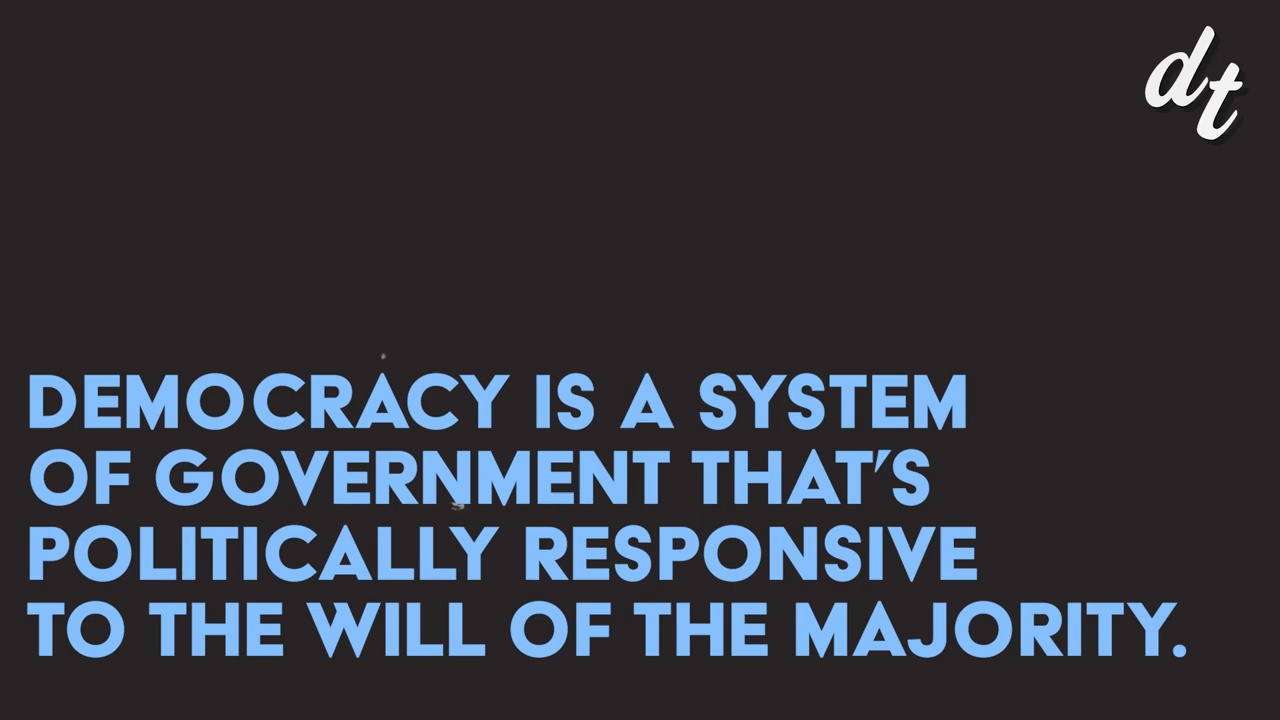 dt
DEMOCRACY IS A SYSTEM
OF GOVERNMENT THAT'S
POLITICALLY RESPONSIVE
TO THE WILL OF THE MAJORITY.